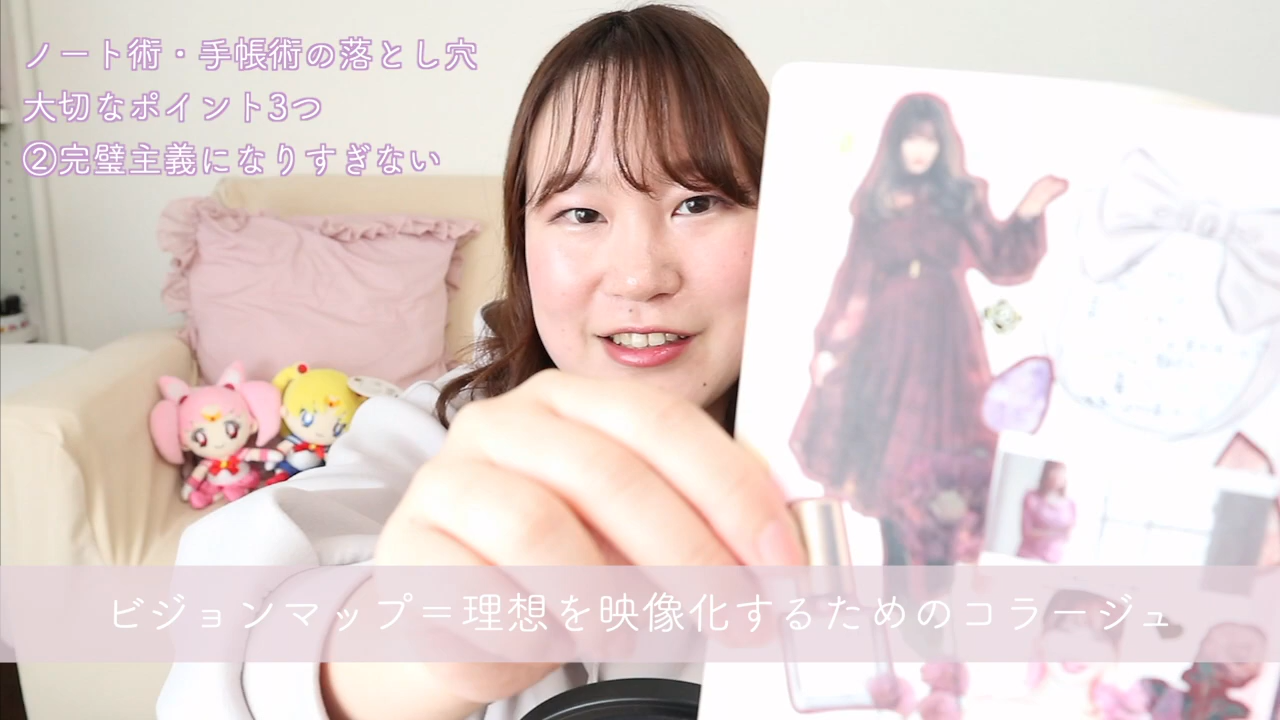 ノート術・手帳術の落とし穴
大切なポイント3つ
②完璧主義になりすぎない
ビジョンマップ＝理想を映像化するためのコラージュ